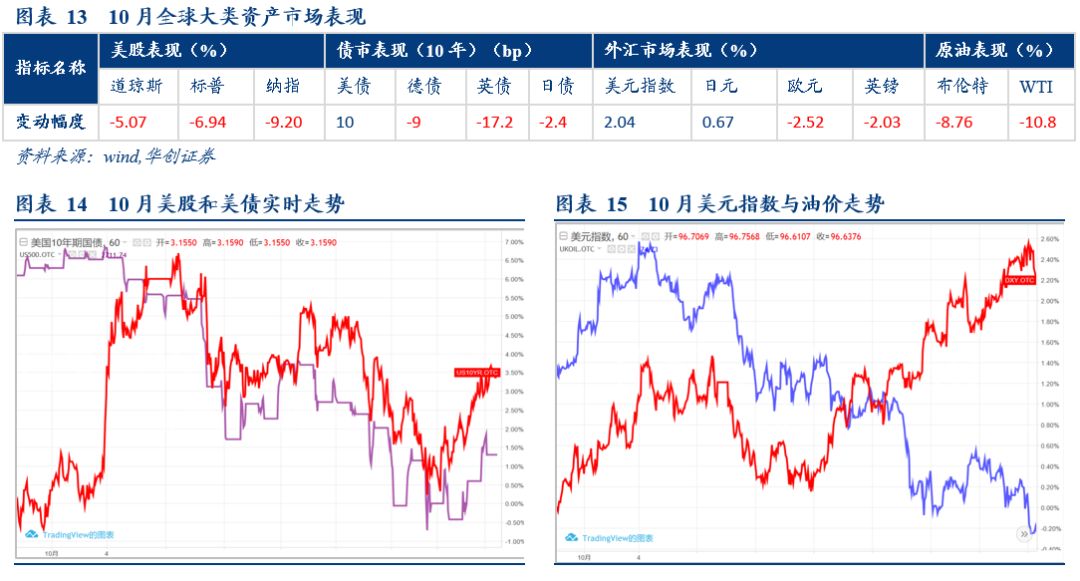 图表 13 10 月全球大类资产市场表现
指标名称 美股表现（%） 债市表现（10 年）（bp） 外汇市场表现（%） 原油表现（%）
道琼斯 标普 纳指 美债 德债 英债 日债 美元指数 日元 欧元 英镑 布伦特 WTI
变动幅度 -5.07 -6.94 -9.20 10 -9 -17.2 -2.4 2.04 0.67 -2.52 -2.03 -8.76 -10.8
资料来源：wind,华创证券
图表 14 10 月美股和美债实时走势
美国10年期国债, 60 开=3.1550 高=3.1590 低=3.1550 收=3.1590
US500.OTC
7.00%
6.50%
6.00%
5.50%
5.00%
4.50%
4.00%
3.50%
3.00%
2.50%
2.00%
1.50%
1.00%
0.50%
0.00%
-0.50%
-1.00%
US10YR.OTC
TradingView的图表
10月 4
图表 15 10 月美元指数与油价走势
美元指数, 60 开=96.7069 高=96.7568 低=96.6107 收=96.6376
UKOIL.OTC
2.60%
2.40%
2.20%
2.00%
1.80%
1.60%
1.40%
1.20%
1.00%
0.80%
0.60%
0.40%
0.20%
0.00%
-0.20%
-0.40%
DXY.OTC
TradingView的图表
10月 4